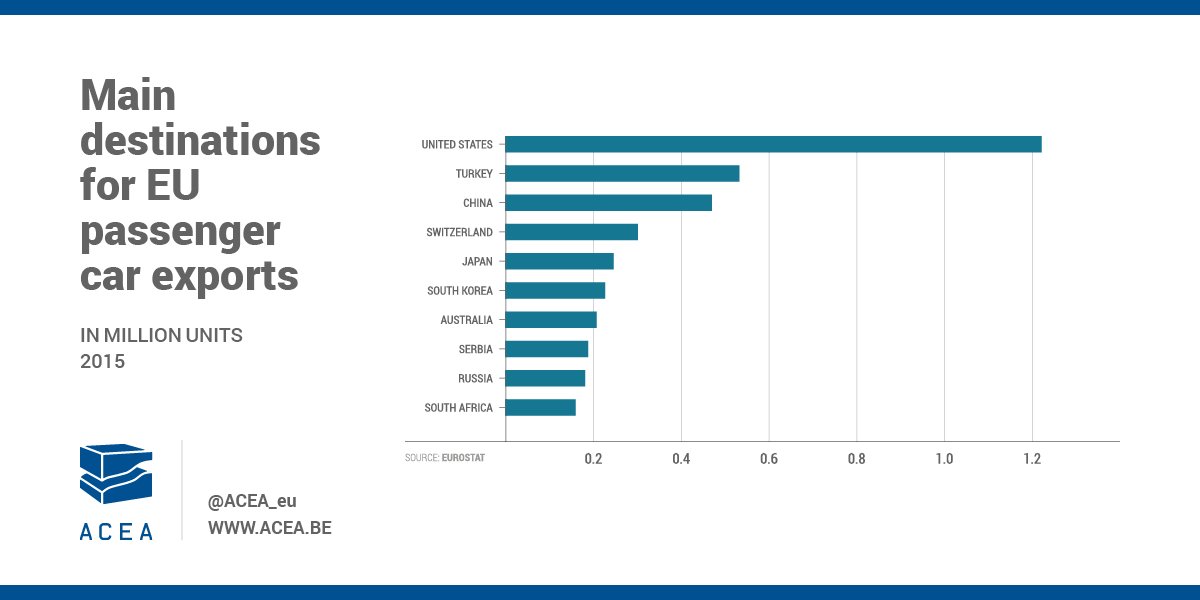 Main
destinations
for EU
passenger
car exports
IN MILLION UNITS
2015
UNITED STATES
TURKEY
CHINA
SWITZERLAND
JAPAN
SOUTH KOREA
AUSTRALIA
SERBIA
RUSSIA
SOUTH AFRICA
0.2 0.4 0.6 0.8 1.0 1.2
SOURCE: EUROSTAT
ACEA
@ACEA_eu
WWW.ACEA.BE